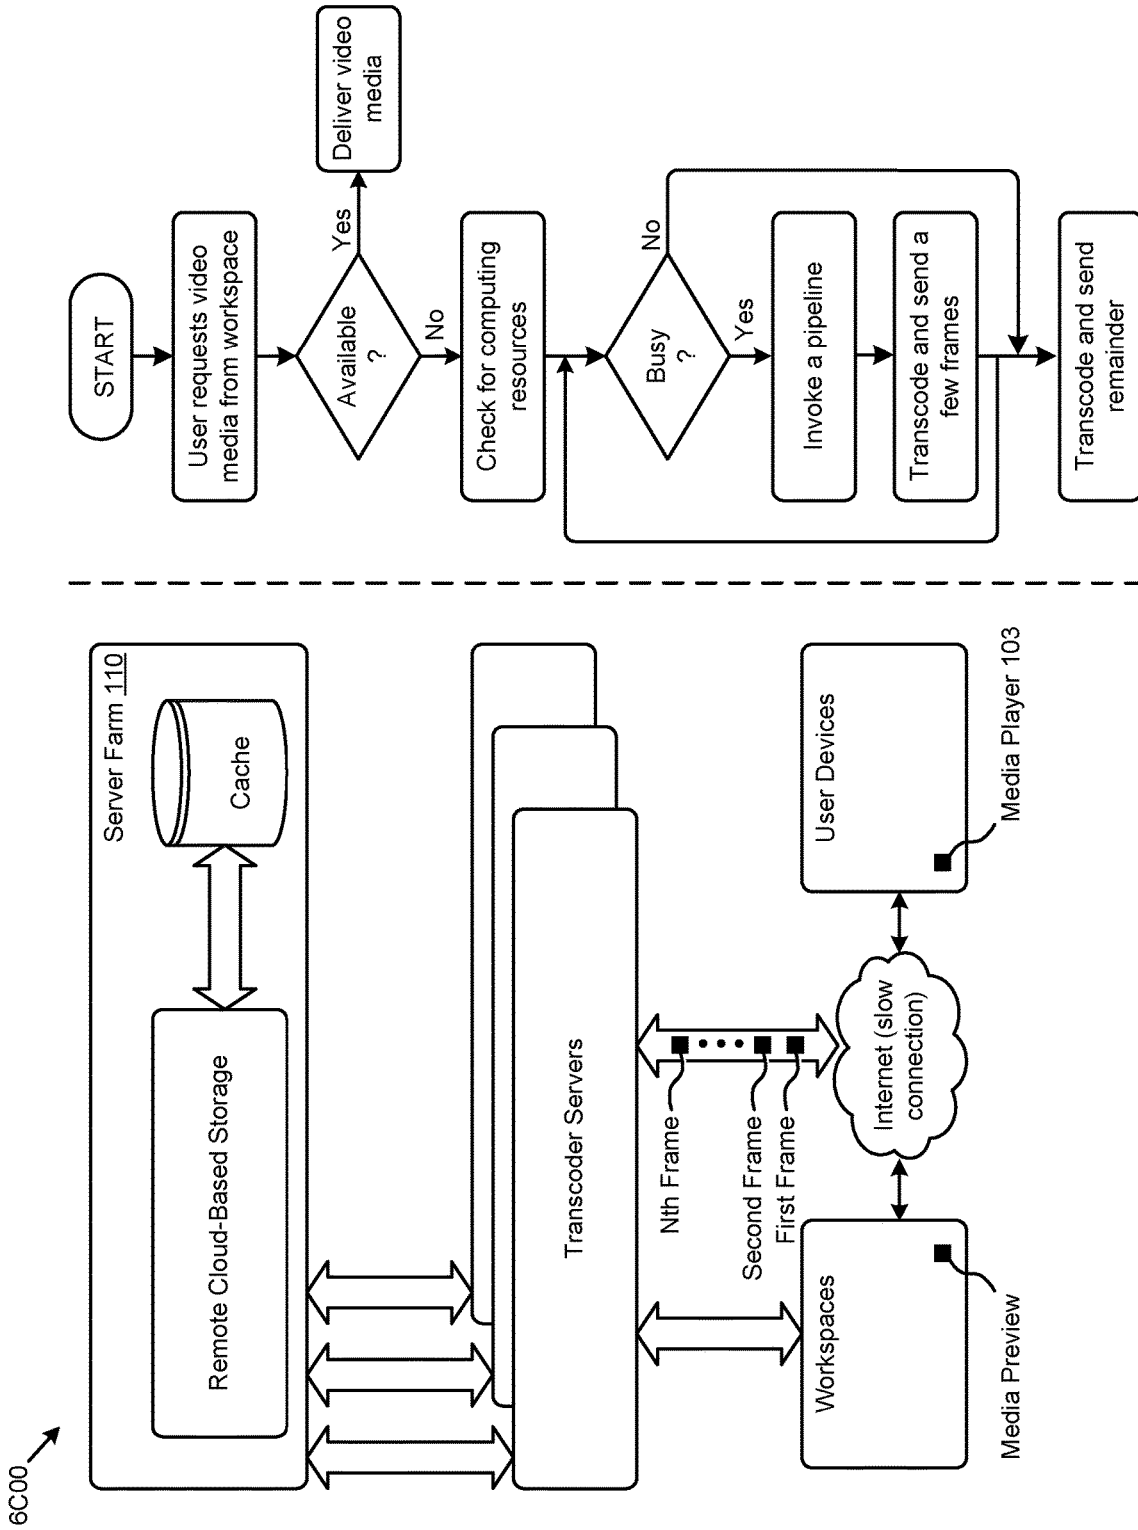 6C00
Server Farm 110
Remote Cloud-Based Storage
Cache
Transcoder Servers
Nth Frame
Second Frame
First Frame
Workspaces
Media Preview
Internet (slow
connection)
User Devices
Media Player 103
START
User requests video
media from workspace
Available
?
Yes
Deliver video
media
No
Check for computing
resources
Busy
?
No
Yes
Invoke a pipeline
Transcode and send a
few frames
Transcode and send
remainder